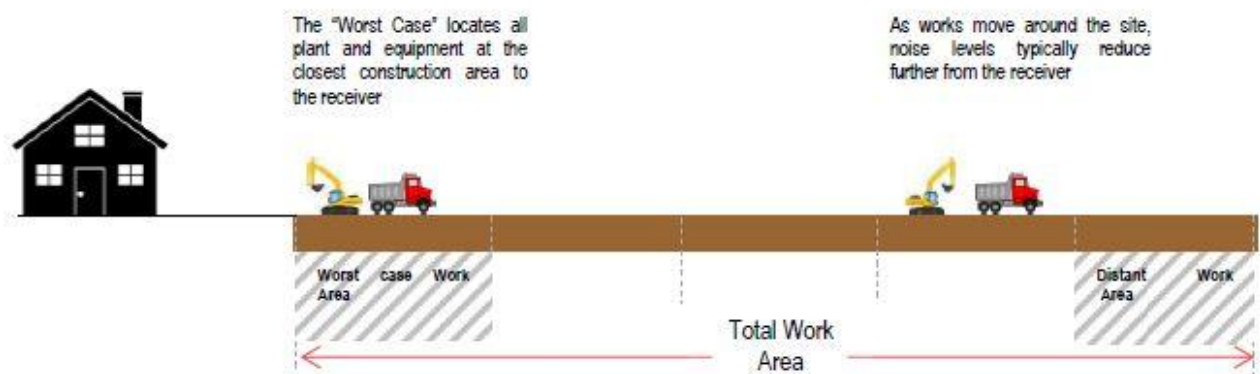 The “Worst Case” locates all
plant and equipment at the
closest construction area to
the receiver
As works move around the site,
noise levels typically reduce
further from the receiver
Worst case Work
Area
Distant Work
Area
Total Work
Area